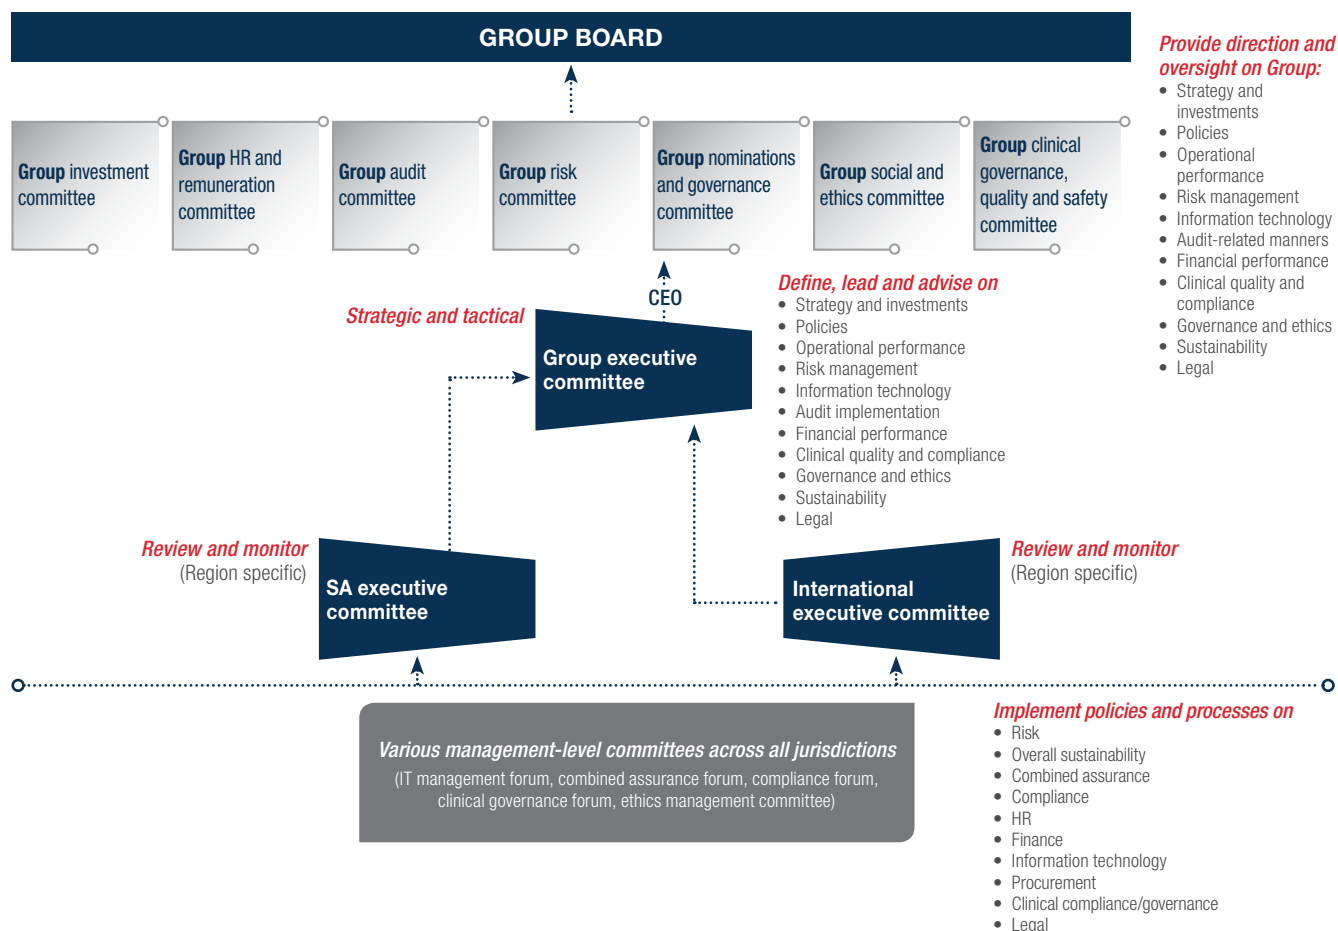 GROUP BOARD
Provide direction and
oversight on Group:
• Strategy and
investments
• Policies
• Operational
performance
• Risk management
• Information technology
• Audit-related manners
• Financial performance
• Clinical quality and
compliance
• Governance and ethics
• Sustainability
• Legal
Group investment
committee
Group HR and
remuneration
committee
Group audit
committee
Group risk
committee
Group nominations
and governance
committee
Group social and
ethics committee
Group clinical
governance,
quality and safety
committee
CEO
Strategic and tactical
Group executive
committee
Define, lead and advise on
• Strategy and investments
• Policies
• Operational performance
• Risk management
• Information technology
• Audit implementation
• Financial performance
• Clinical quality and compliance
• Governance and ethics
• Sustainability
• Legal
Review and monitor
(Region specific)
SA executive
committee
International
executive committee
Review and monitor
(Region specific)
Various management-level committees across all jurisdictions
(IT management forum, combined assurance forum, compliance forum,
clinical governance forum, ethics management committee)
Implement policies and processes on
• Risk
• Overall sustainability
• Combined assurance
• Compliance
• HR
• Finance
• Information technology
• Procurement
• Clinical compliance/governance
• Legal